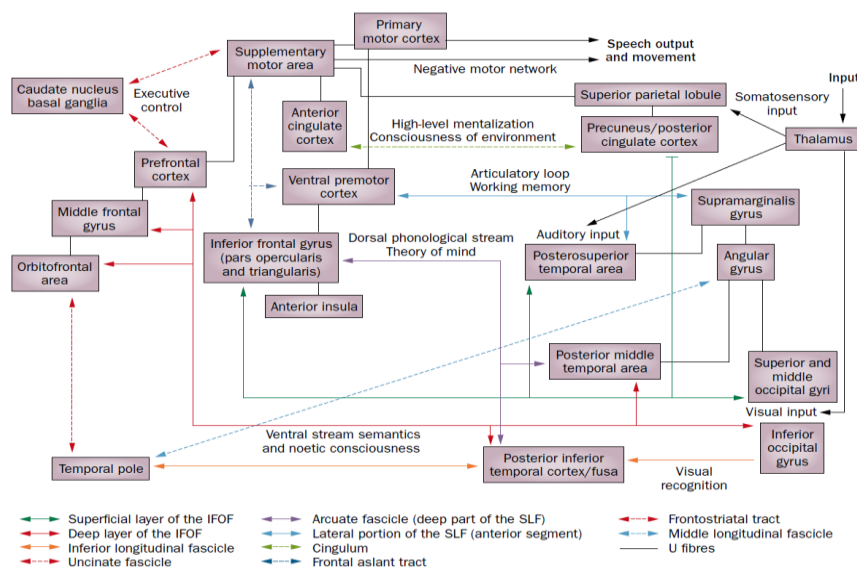 Primary
motor cortex
Supplementary
motor area
Speech output
and movement
Negative motor network
Input
Caudate nucleus
basal ganglia
Executive
control
Superior parietal lobule
Somatosensory
input
Anterior
cingulate
cortex
High-level mentalization
Consciousness of environment
Precuneus/posterior
cingulate cortex
Thalamus
Prefrontal
cortex
Ventral premotor
cortex
Articulatory loop
Working memory
Middle frontal
gyrus
Supramarginalis
gyrus
Auditory input
Inferior frontal gyrus
(pars opercularis
and triangularis)
Dorsal phonological stream
Theory of mind
Posterosuperior
temporal area
Angular
gyrus
Orbitofrontal
area
Anterior insula
Posterior middle
temporal area
Superior and
middle
occipital gyri
Visual input
Ventral stream semantics
and noetic consciousness
Inferior
occipital
gyrus
Temporal pole
Posterior inferior
temporal cortex/fusa
Visual
recognition
Superficial layer of the IFOF
Deep layer of the IFOF
Inferior longitudinal fascicle
Uncinate fascicle
Arcuate fascicle (deep part of the SLF)
Lateral portion of the SLF (anterior segment)
Cingulum
Frontal aslant tract
Frontostriatal tract
Middle longitudinal fascicle
U fibres